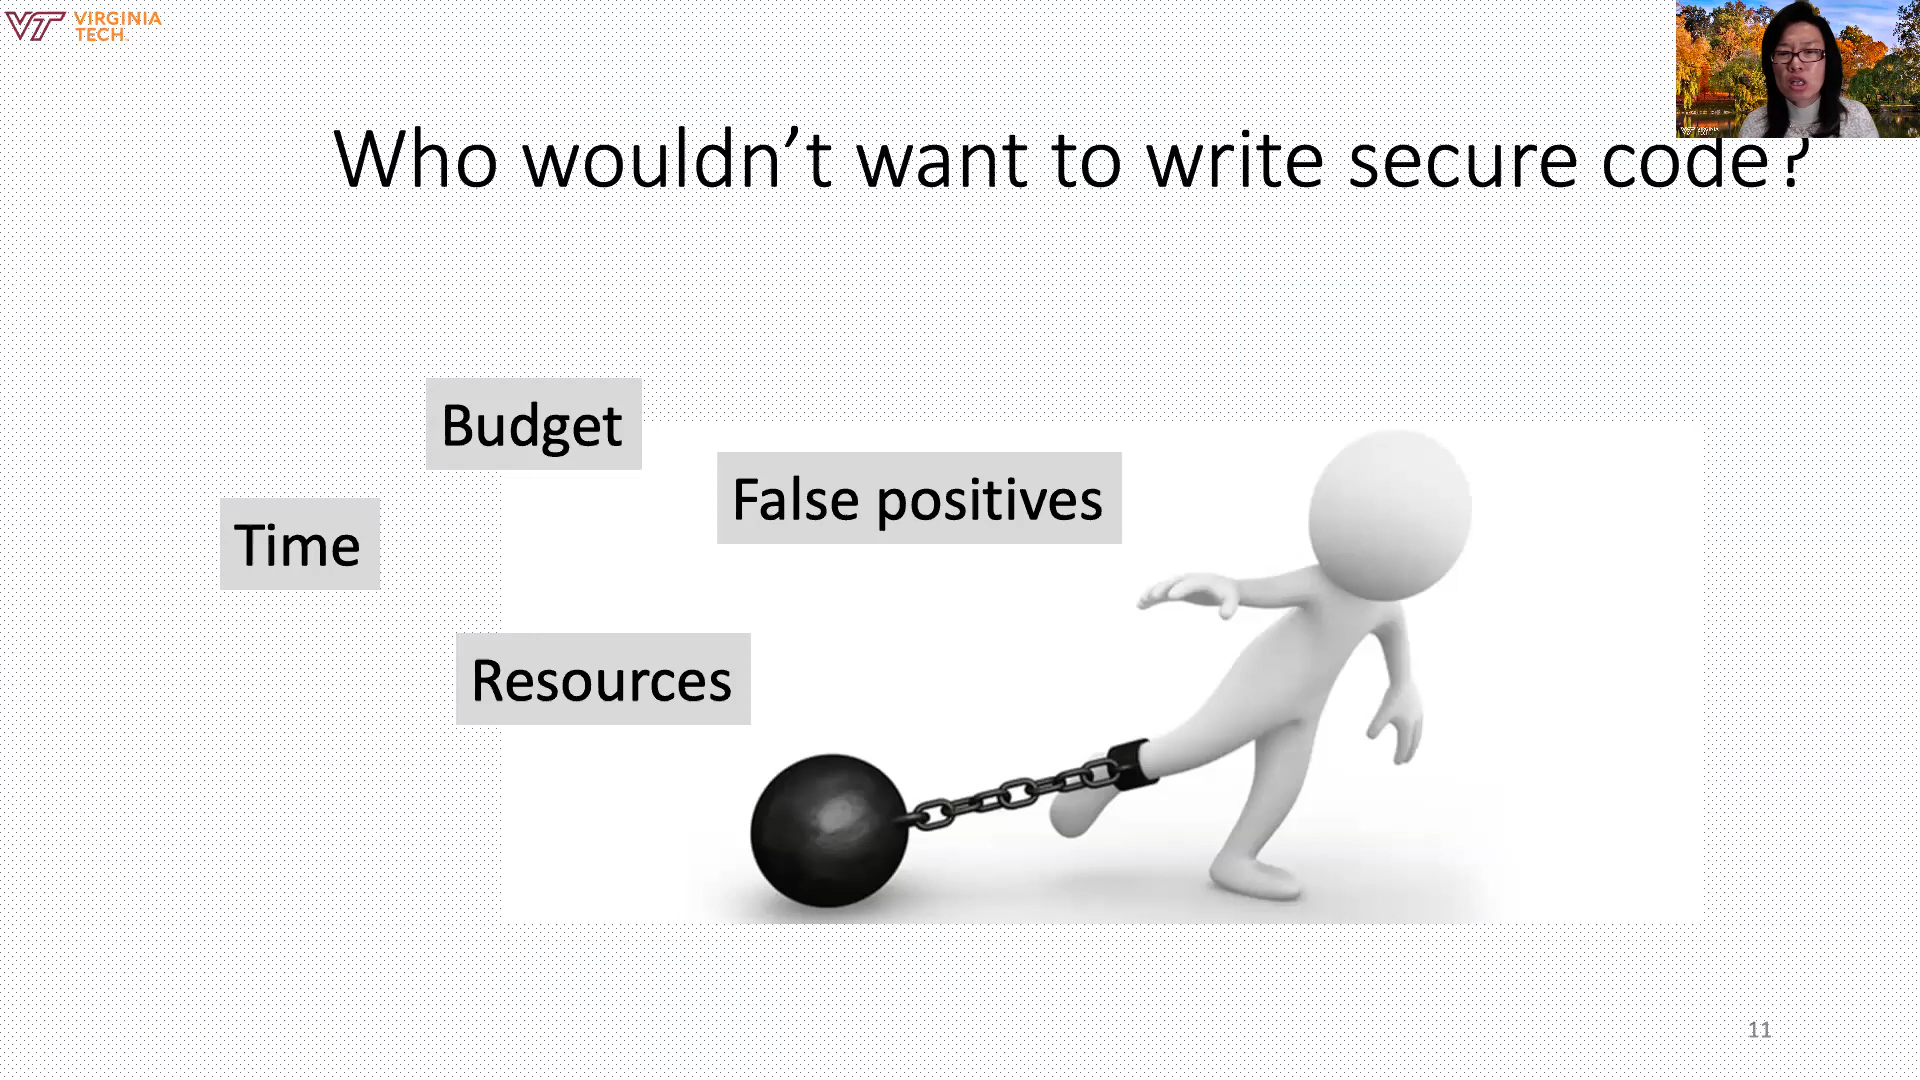 VIRGINIA
TECH
Who wouldn’t want to write secure code?
Budget
False positives
Time
Resources
11